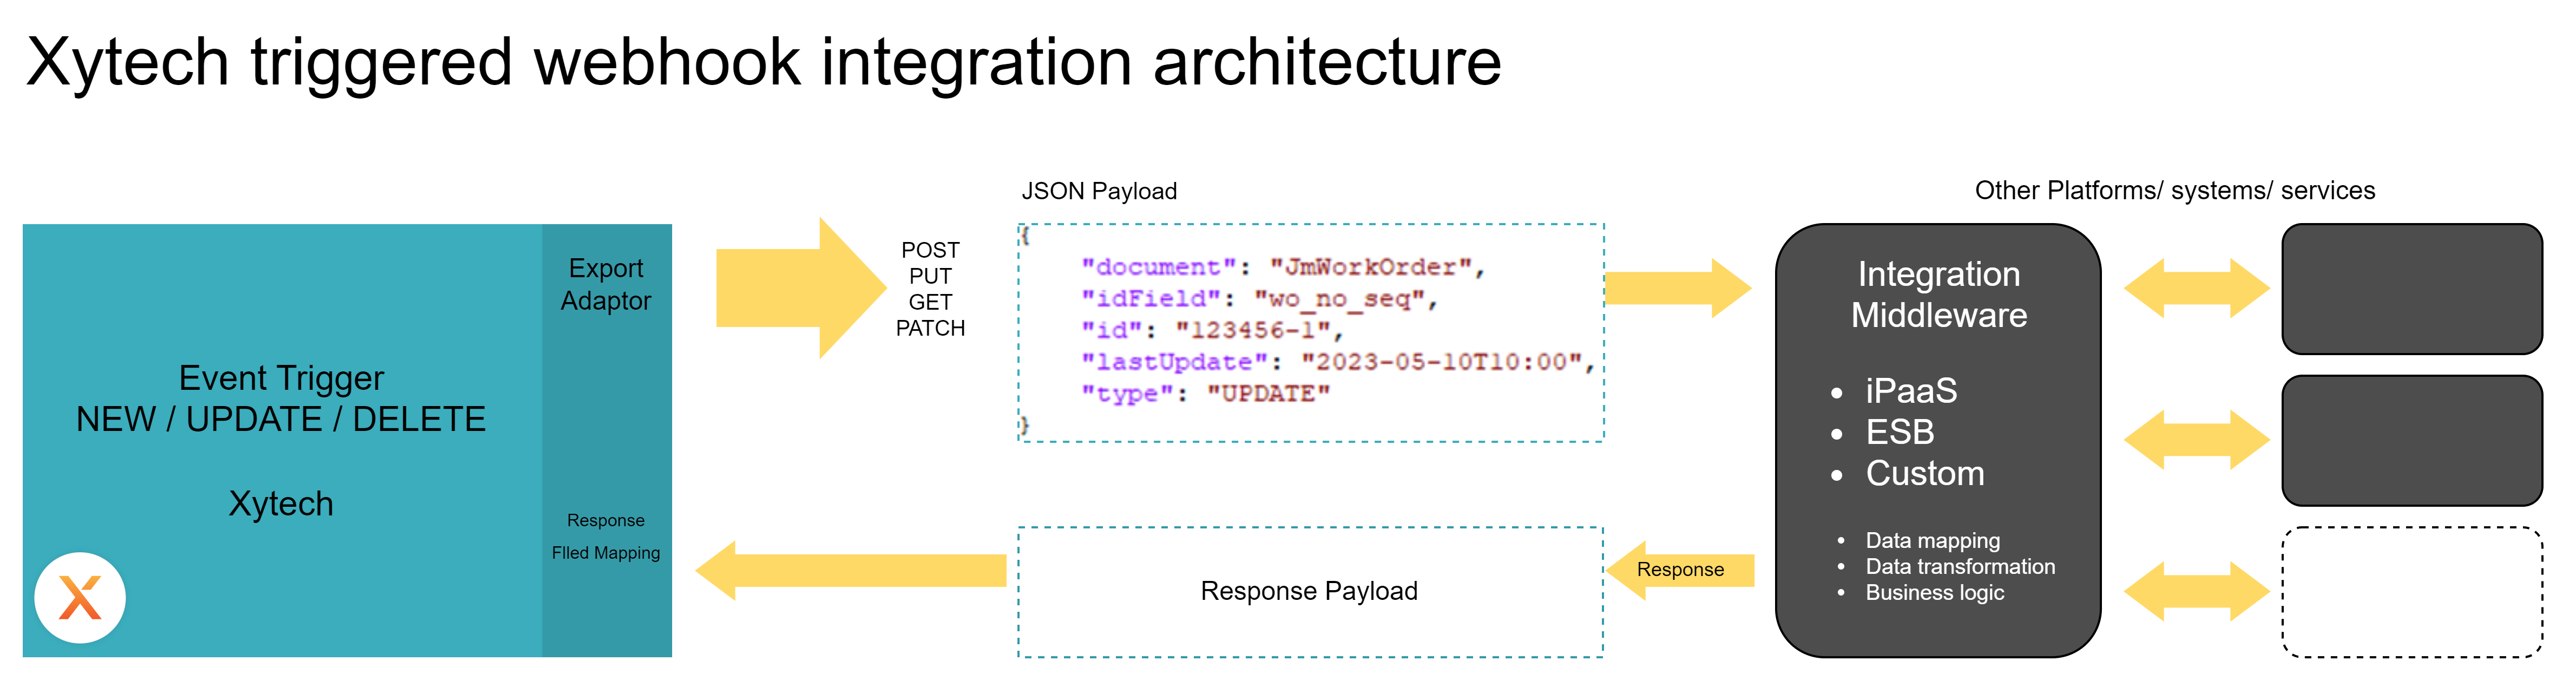 Xytech triggered webhook integration architecture
JSON Payload
Other Platforms/ systems/ services
Export
Adaptor
Event Trigger
NEW / UPDATE / DELETE
Xytech
Response
FIled Mapping
POST
PUT
GET
PATCH
{
"document": "JmWorkOrder",
"idField": "wo_no_seq",
"id": "123456-1",
"lastUpdate": "2023-05-10T10:00",
"type": "UPDATE"
}
Integration
Middleware
• iPaaS
• ESB
• Custom
• Data mapping
• Data transformation
• Business logic
Response
Response Payload